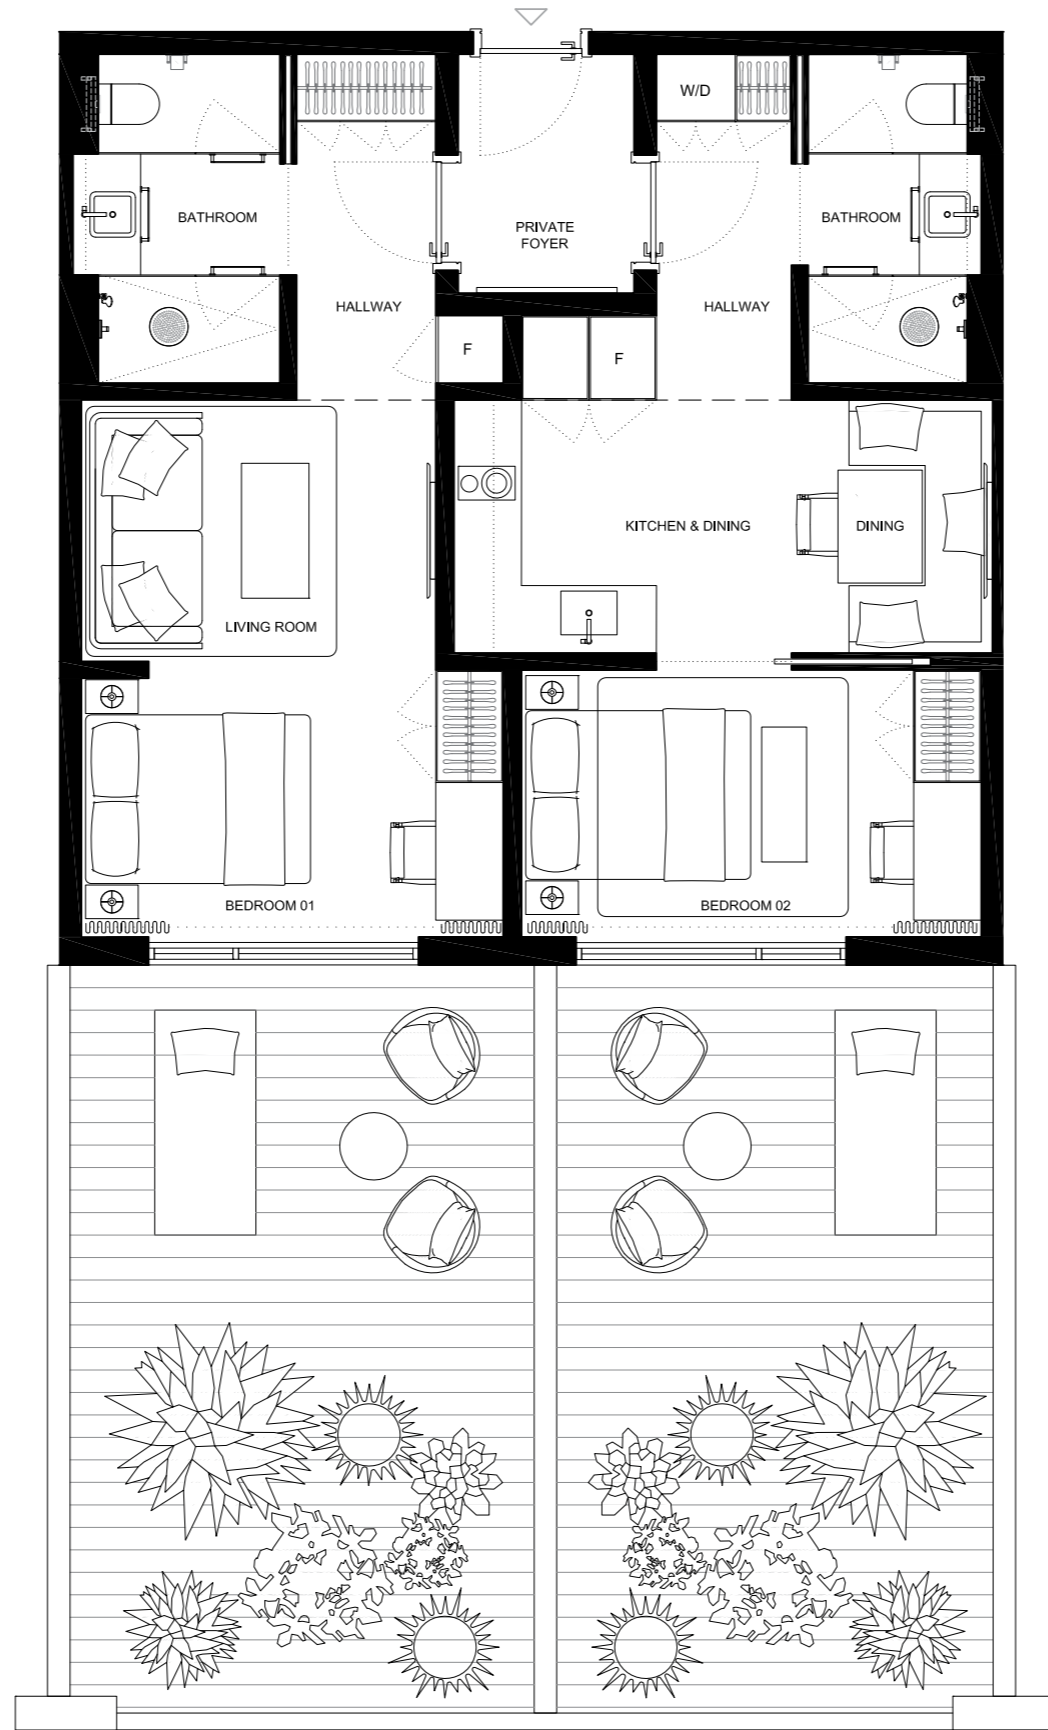 W/D
BATHROOM
PRIVATE
FOYER
BATHROOM
HALLWAY
HALLWAY
F
F
KITCHEN & DINING
DINING
LIVING ROOM
BEDROOM 01
BEDROOM 02